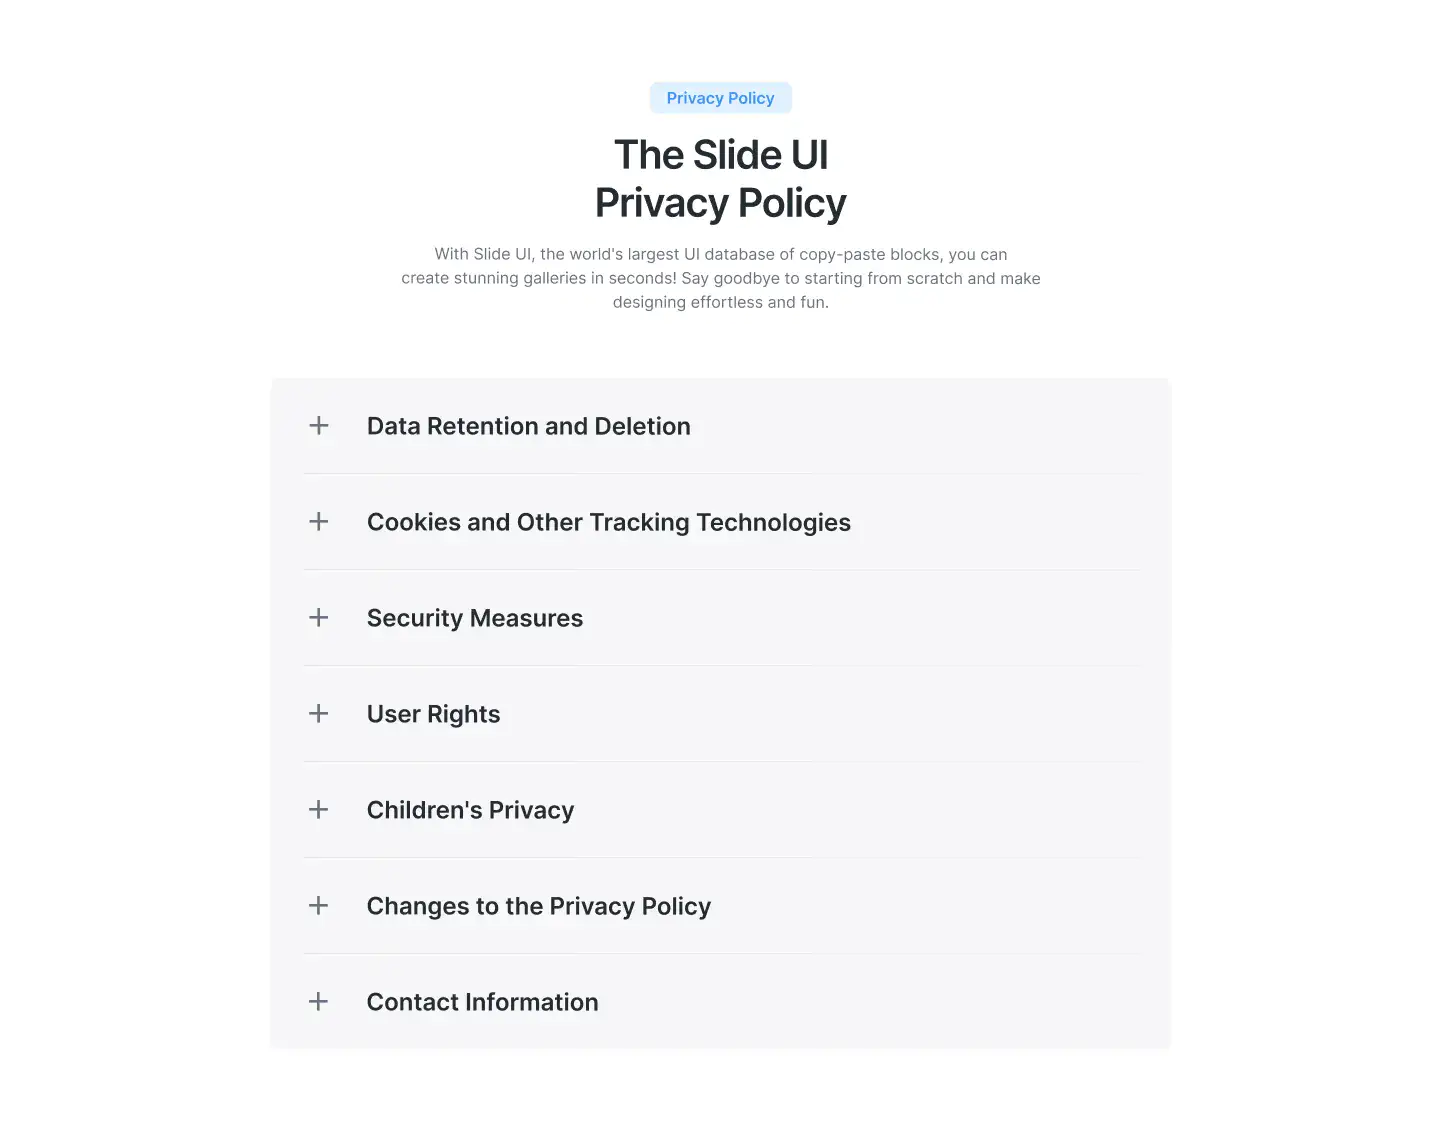 Privacy Policy
The Slide UI
Privacy Policy
With Slide UI, the world's largest UI database of copy-paste blocks, you can
create stunning galleries in seconds! Say goodbye to starting from scratch and make
designing effortless and fun.
Data Retention and Deletion
Cookies and Other Tracking Technologies
Security Measures
User Rights
Children's Privacy
Changes to the Privacy Policy
Contact Information